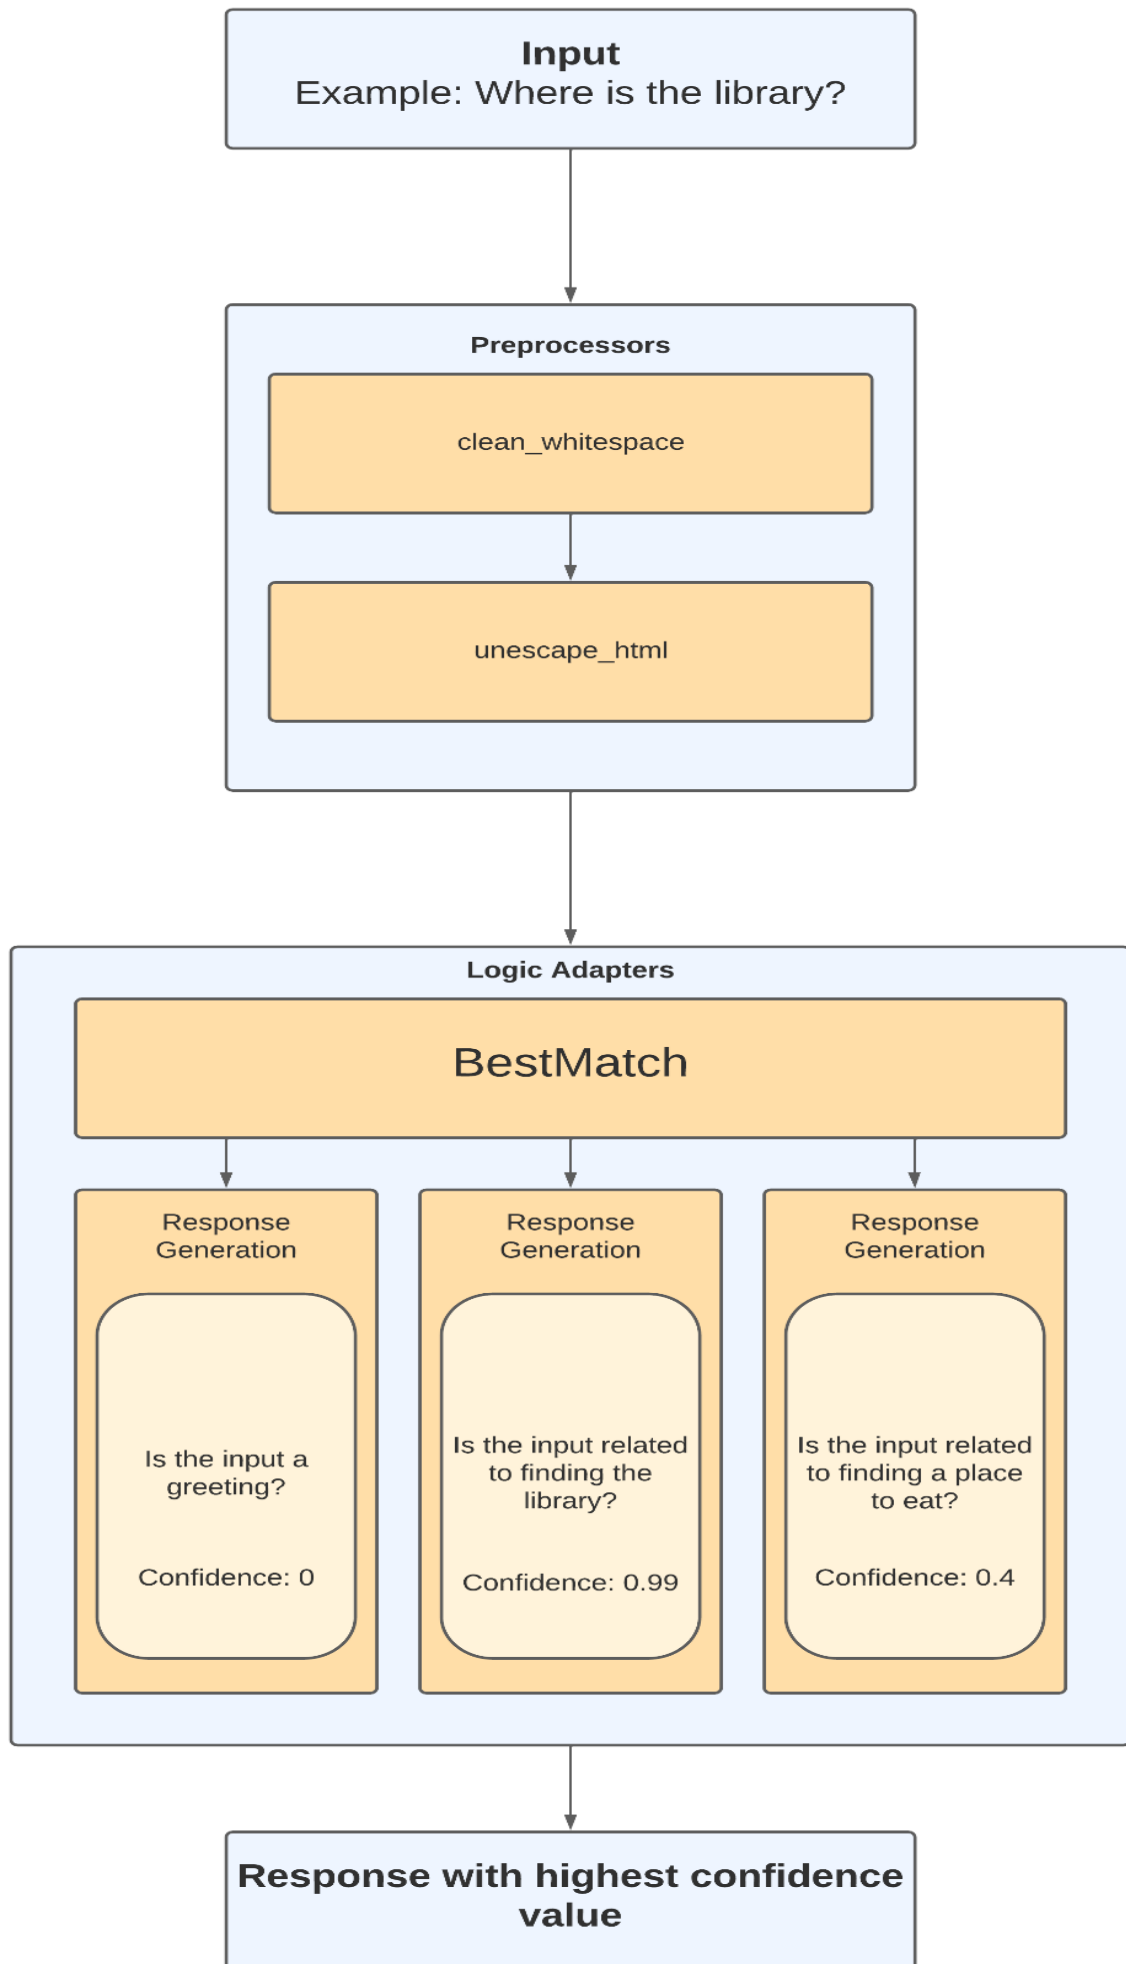 Input
Example: Where is the library?
Preprocessors
clean_whitespace
unescape_html
Logic Adapters
BestMatch
Response
Generation
Is the input a
greeting?
Confidence: 0
Response
Generation
Is the input related
to finding the
library?
Confidence: 0.99
Response
Generation
Is the input related
to finding a place
to eat?
Confidence: 0.4
Response with highest confidence
value